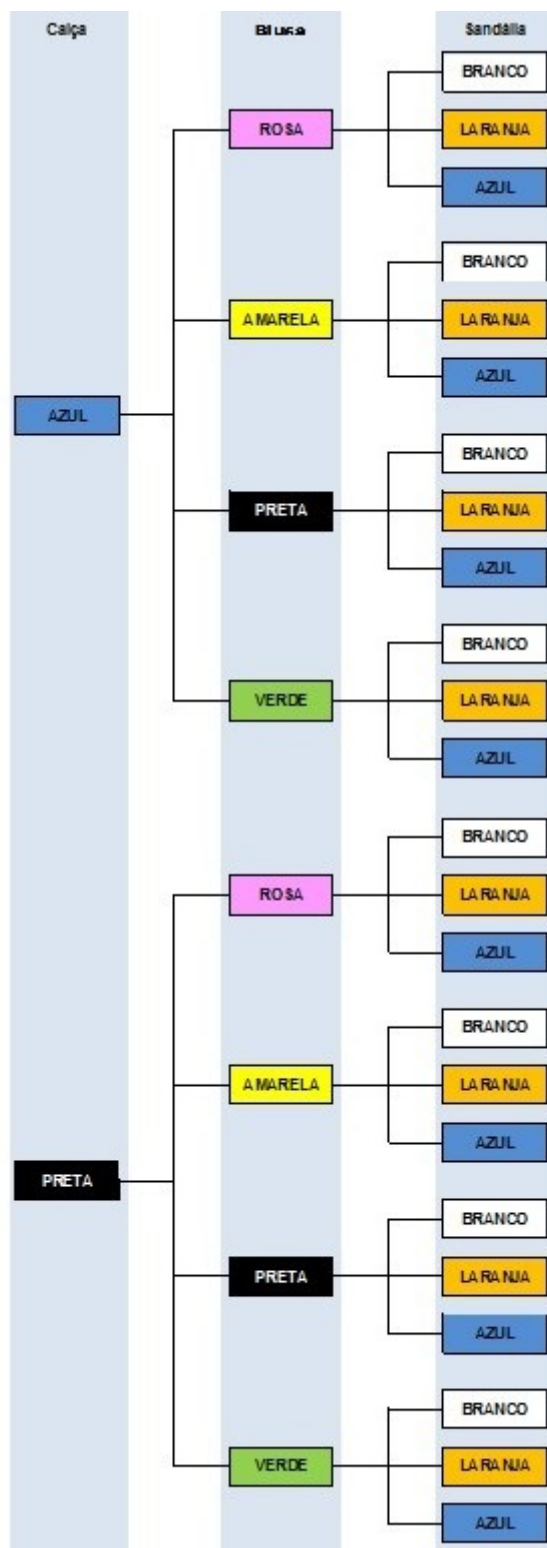 Calça Blusa Sandália
BRANCO
ROSA LARANJA
AZUL
BRANCO
AMARELA LARANJA
AZUL
AZUL
BRANCO
PRETA LARANJA
AZUL
BRANCO
VERDE LARANJA
AZUL
BRANCO
ROSA LARANJA
AZUL
BRANCO
AMARELA LARANJA
AZUL
PRETA
BRANCO
PRETA LARANJA
AZUL
BRANCO
VERDE LARANJA
AZUL